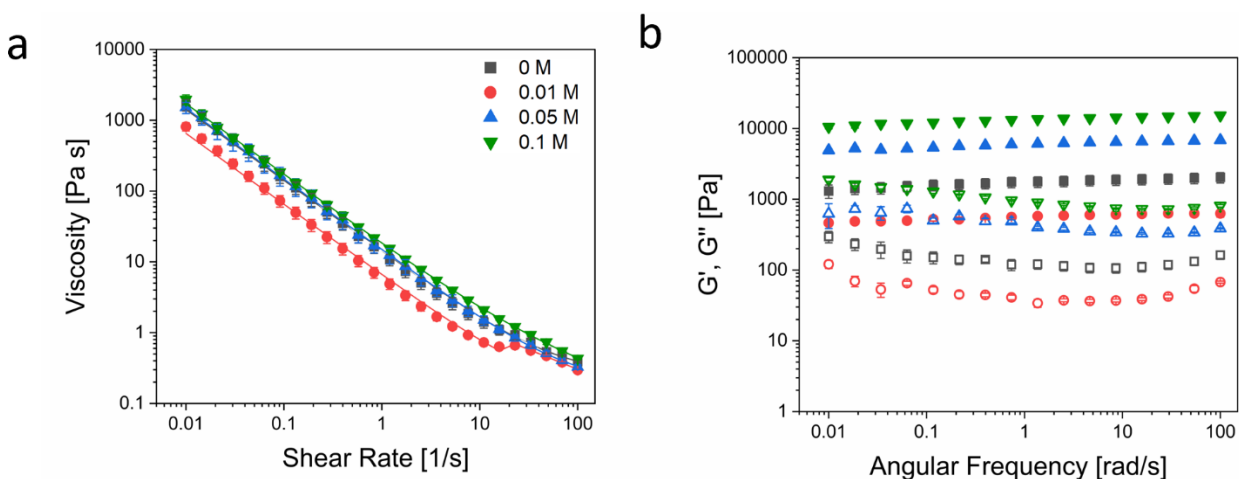 a
10000
1000
100
10
1
0.1
Viscosity [Pa s]
0 M
0.01 M
0.05 M
0.1 M
0.01
0.1
1
10
100
Shear Rate [1/s]
b
100000
10000
1000
100
10
1
G', G" [Pa]
0.01
0.1
1
10
100
Angular Frequency [rad/s]